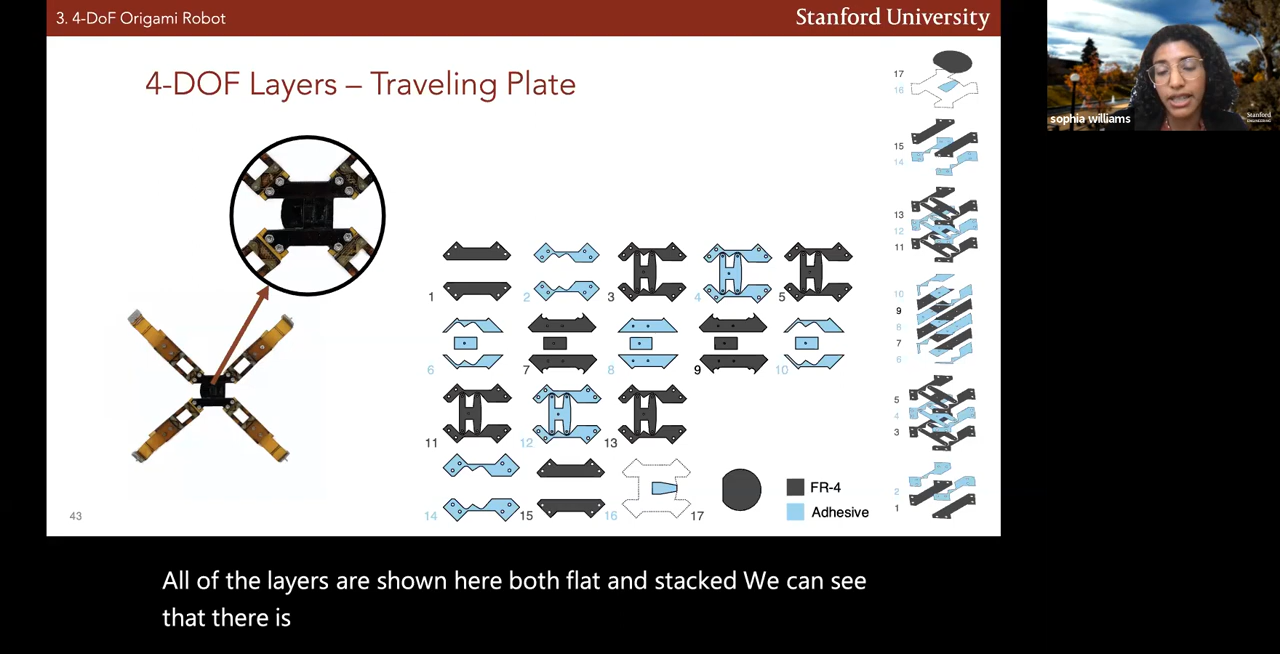 3. 4-DoF Origami Robot
Stanford University
4-DOF Layers – Traveling Plate
1 2 3 4 5
6 7 8 9 10
11 12 13
14 15 16 17
FR-4
Adhesive
17
16
15
14
13
12
11
10
9
8
7
6
5
4
3
2
1
43
sophia williams
Stanford
ENGINEERING
All of the layers are shown here both flat and stacked We can see
that there is